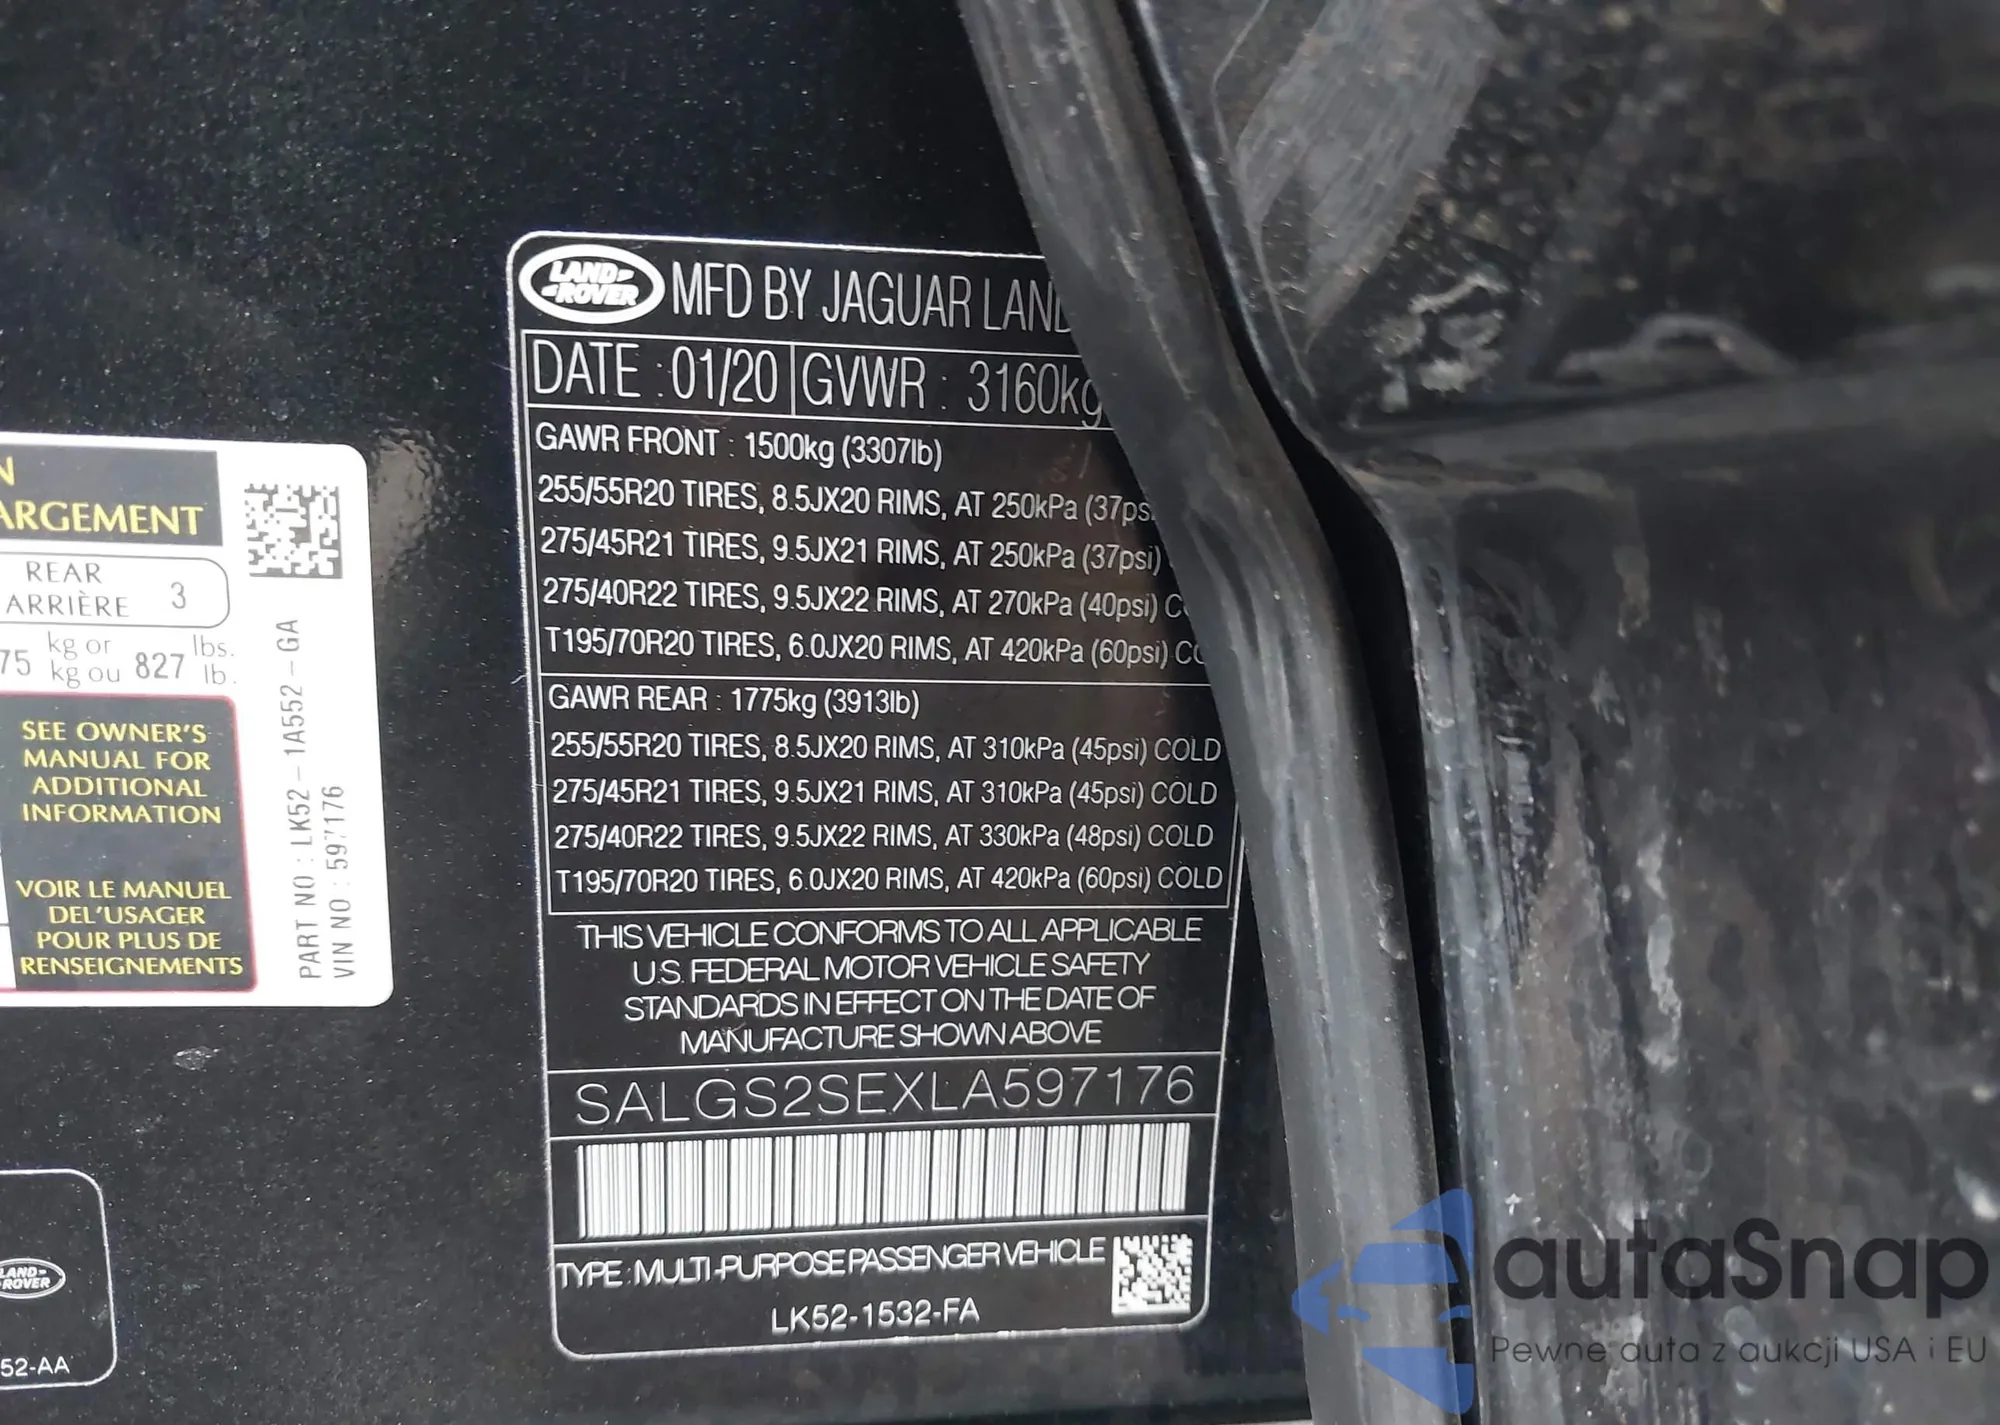 N
ARGEMENT
REAR
ARRIÈRE 3
75 kg or 827 lbs.
kg ou lb.
SEE OWNER'S
MANUAL FOR
ADDITIONAL
INFORMATION
VOIR LE MANUEL
DEL'USAGER
POUR PLUS DE
RENSEIGNEMENTS
PART NO : LK52-1A552-GA
VIN NO : 597176
LAND-
-ROVER
52-AA
LAND-
-ROVER
MFD BY JAGUAR LAND
DATE : 01/20 GVWR : 3160kg
GAWR FRONT : 1500kg (3307lb)
255/55R20 TIRES, 8.5JX20 RIMS, AT 250kPa (37ps
275/45R21 TIRES, 9.5JX21 RIMS, AT 250kPa (37psi)
275/40R22 TIRES, 9.5JX22 RIMS, AT 270kPa (40psi) C
T195/70R20 TIRES, 6.0JX20 RIMS, AT 420kPa (60psi) CO
GAWR REAR : 1775kg (3913lb)
255/55R20 TIRES, 8.5JX20 RIMS, AT 310kPa (45psi) COLD
275/45R21 TIRES, 9.5JX21 RIMS, AT 310kPa (45psi) COLD
275/40R22 TIRES, 9.5JX22 RIMS, AT 330kPa (48psi) COLD
T195/70R20 TIRES, 6.0JX20 RIMS, AT 420kPa (60psi) COLD
THIS VEHICLE CONFORMS TO ALL APPLICABLE
U.S. FEDERAL MOTOR VEHICLE SAFETY
STANDARDS IN EFFECT ON THE DATE OF
MANUFACTURE SHOWN ABOVE
SALGS2SEXLA597176
TYPE : MULTI-PURPOSE PASSENGER VEHICLE
LK52-1532-FA
autaSnap
Pewne auta z aukcji USA i EU